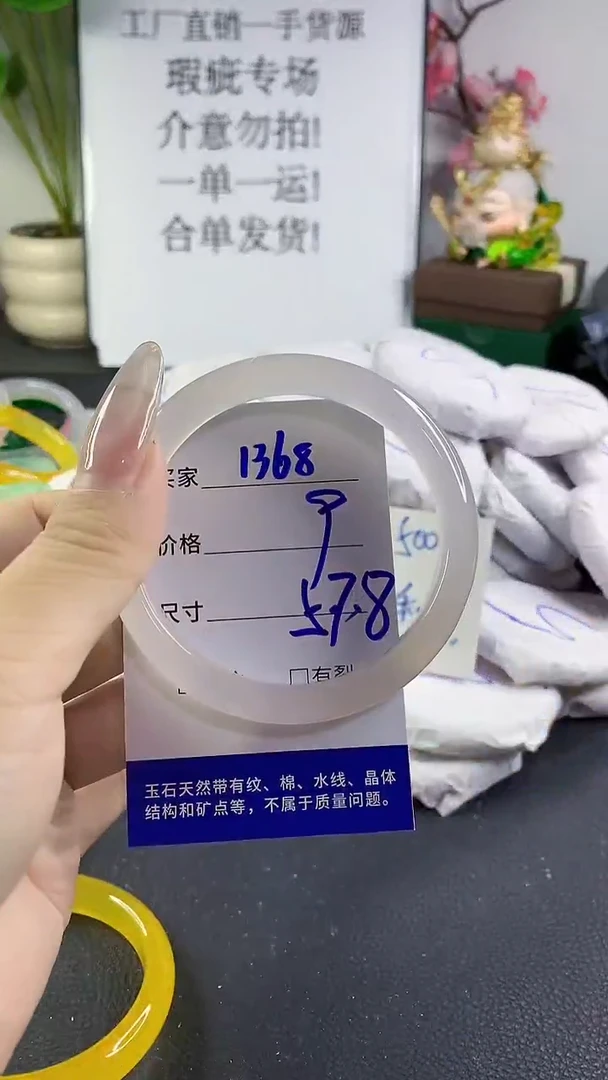 工厂直销一手货源
瑕疵专场
介意勿拍!
一单一运!
合单发货!
买家 1368
价格
尺寸 57.8
500
□有裂
玉石天然带有纹、棉、水线、晶体
结构和矿点等，不属于质量问题。